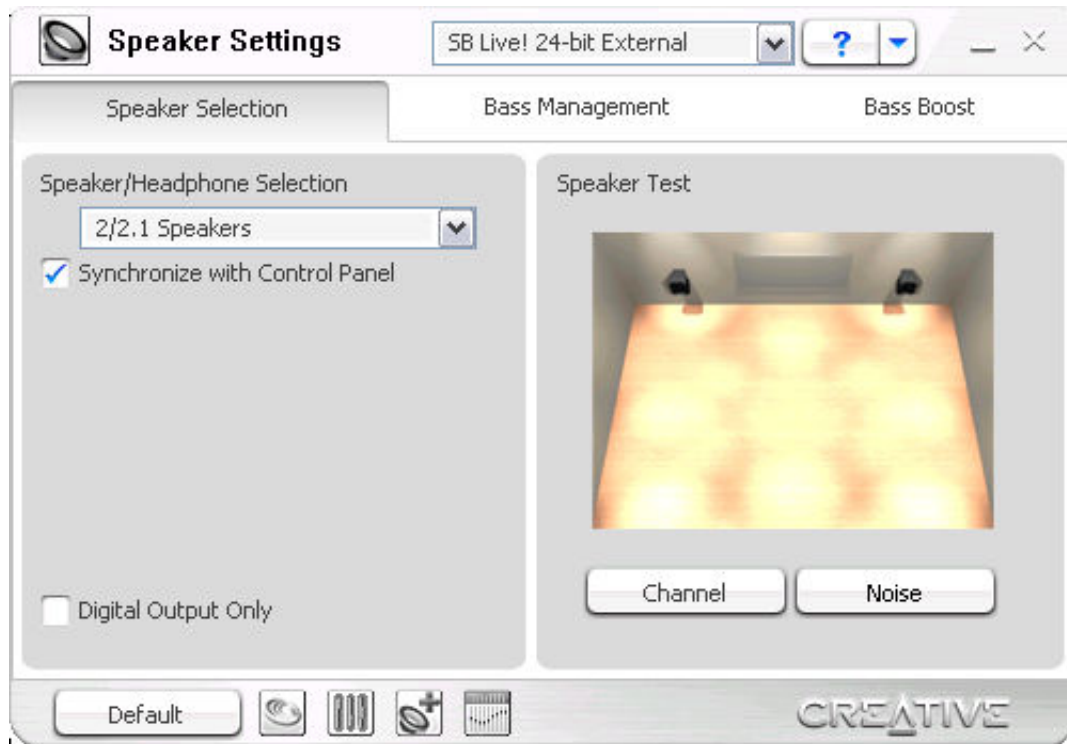 Speaker Settings
SB Live! 24-bit External
?
Speaker Selection
Bass Management
Bass Boost
Speaker/Headphone Selection
2/2.1 Speakers
Synchronize with Control Panel
Digital Output Only
Speaker Test
Channel
Noise
Default
CREATIVE